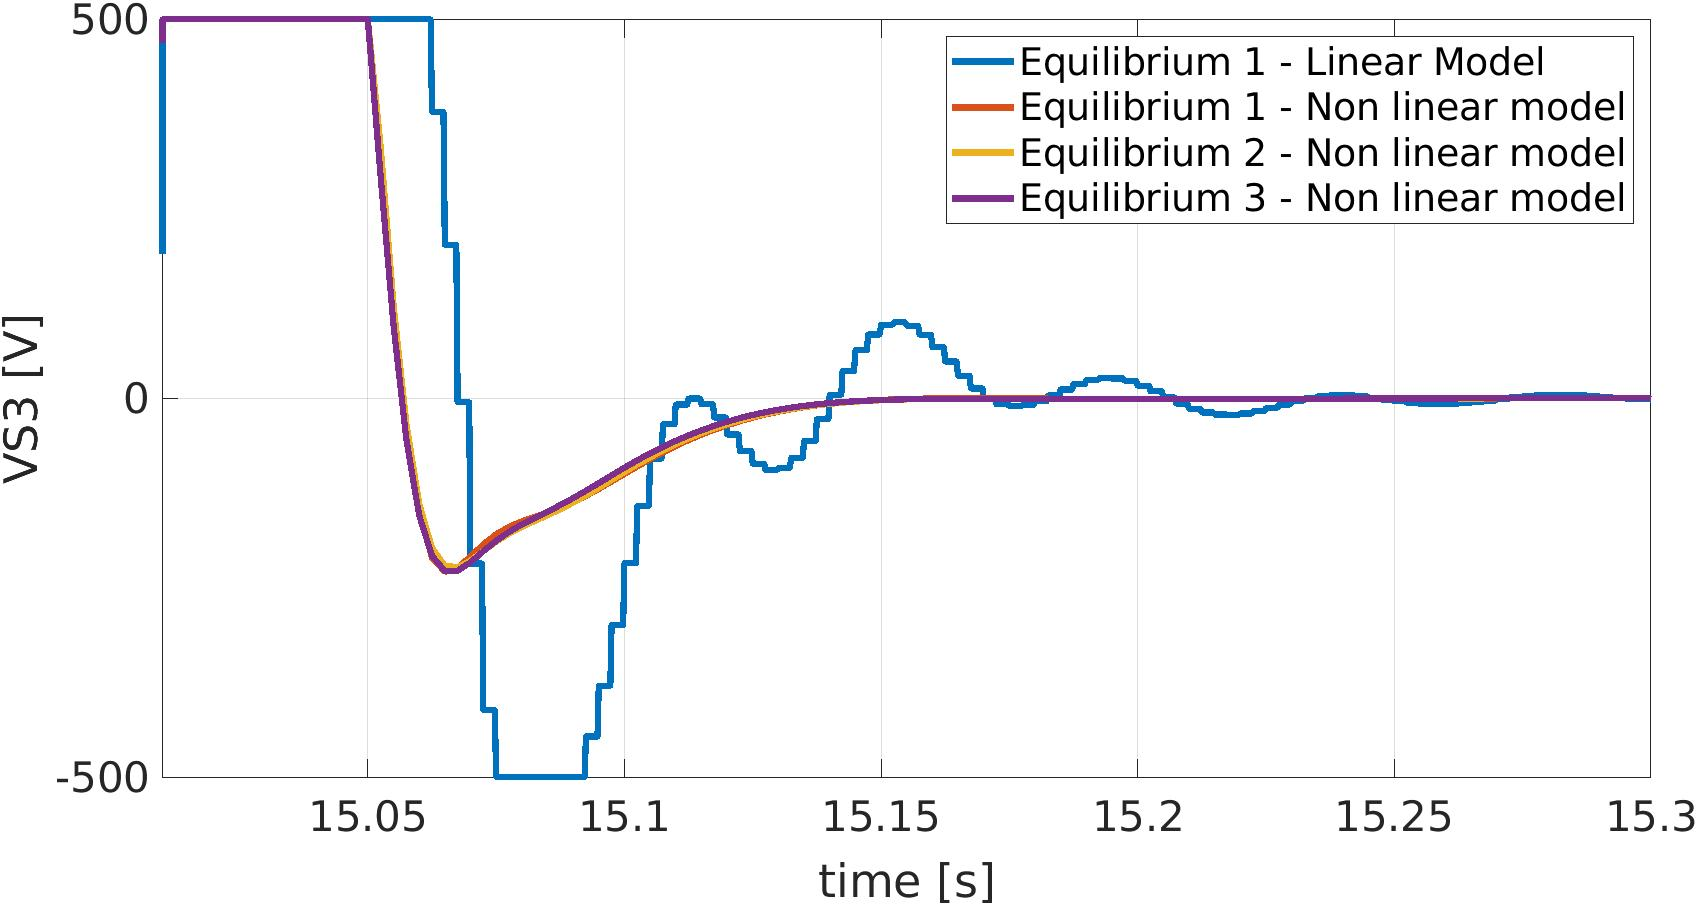 500
0
-500
VS3 [V]
Equilibrium 1 - Linear Model
Equilibrium 1 - Non linear model
Equilibrium 2 - Non linear model
Equilibrium 3 - Non linear model
15.05 15.1 15.15 15.2 15.25 15.3
time [s]